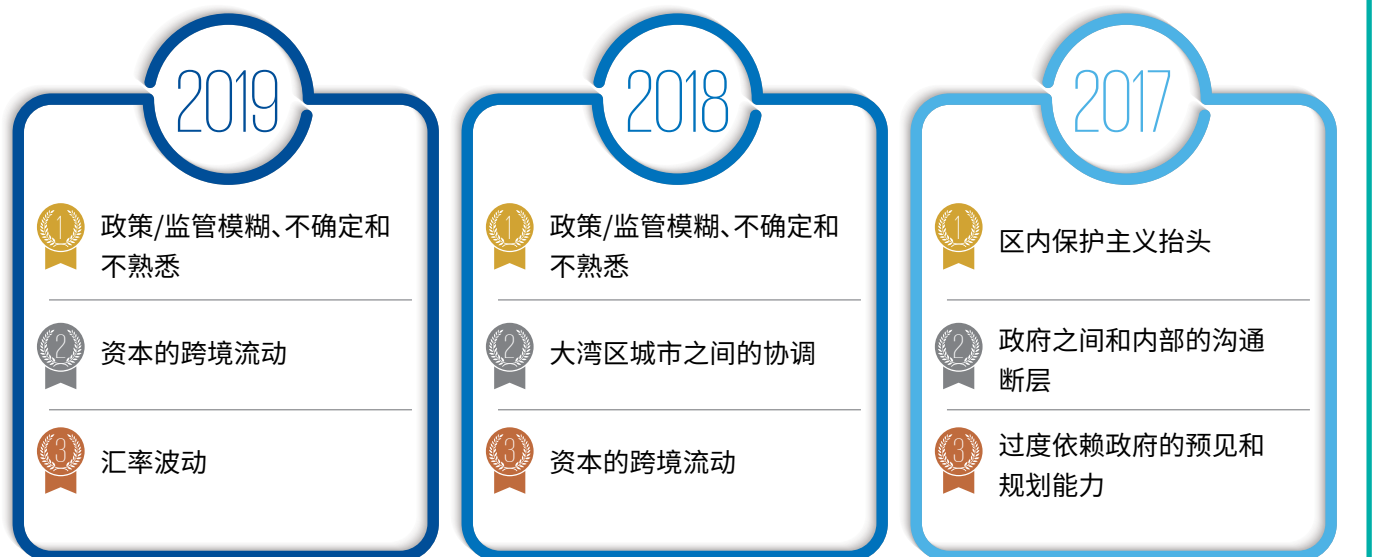 2019
1
政策/监管模糊、不确定和
不熟悉
2
资本的跨境流动
3
汇率波动
2018
1
政策/监管模糊、不确定和
不熟悉
2
大湾区城市之间的协调
3
资本的跨境流动
2017
1
区内保护主义抬头
2
政府之间和内部的沟通
断层
3
过度依赖政府的预见和
规划能力